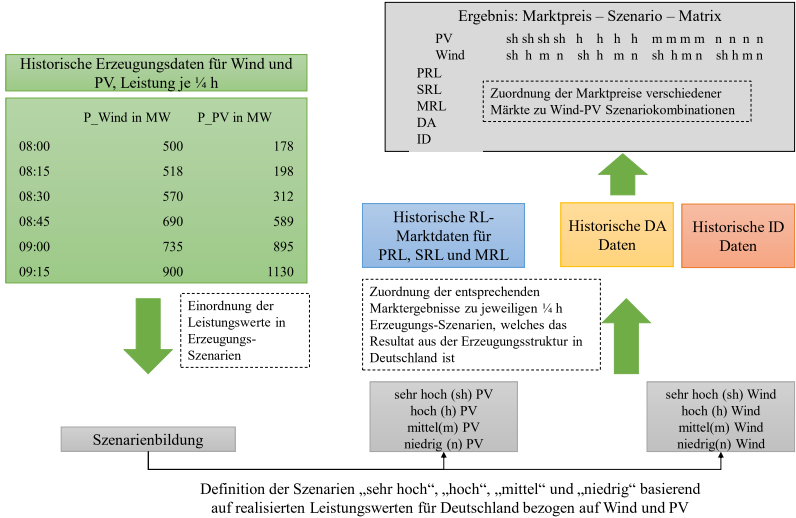 Historische Erzeugungsdaten für Wind und
PV, Leistung je ¼ h
P_Wind in MW P_PV in MW
08:00 500 178
08:15 518 198
08:30 570 312
08:45 690 589
09:00 735 895
09:15 900 1130
Einordnung der
Leistungswerte in
Erzeugungs-
Szenarien
Szenarienbildung
Ergebnis: Marktpreis – Szenario – Matrix
PV sh sh sh sh h h h h m m m m n n n n
Wind sh h m n sh h m n sh h m n sh h m n
PRL
SRL
MRL
DA
ID
Zuordnung der Marktpreise verschiedener
Märkte zu Wind-PV Szenariokombinationen
Historische RL-
Marktdaten für
PRL, SRL und MRL
Historische DA
Daten
Historische ID
Daten
Zuordnung der entsprechenden
Marktergebnisse zu jeweiligen ¼ h
Erzeugungs-Szenarien, welches das
Resultat aus der Erzeugungsstruktur in
Deutschland ist
sehr hoch (sh) PV
hoch (h) PV
mittel(m) PV
niedrig (n) PV
sehr hoch (sh) Wind
hoch (h) Wind
mittel(m) Wind
niedrig(n) Wind
Definition der Szenarien „sehr hoch“, „hoch“, „mittel“ und „niedrig“ basierend
auf realisierten Leistungswerten für Deutschland bezogen auf Wind und PV